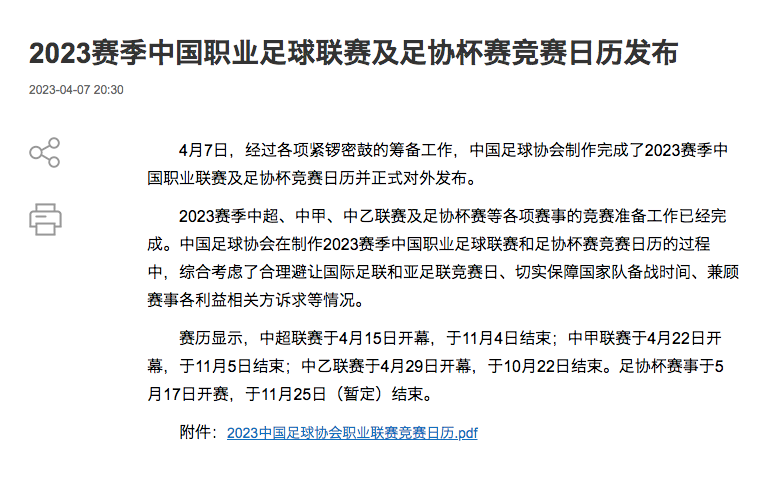 2023赛季中国职业足球联赛及足协杯赛竞赛日历发布
2023-04-07 20:30
4月7日，经过各项紧锣密鼓的筹备工作，中国足球协会制作完成了2023赛季中
国职业联赛及足协杯竞赛日历并正式对外发布。
2023赛季中超、中甲、中乙联赛及足协杯赛等各项赛事的竞赛准备工作已经完
成。中国足球协会在制作2023赛季中国职业足球联赛和足协杯赛竞赛日历的过程
中，综合考虑了合理避让国际足联和亚足联竞赛日、切实保障国家队备战时间、兼顾
赛事各利益相关方诉求等情况。
赛历显示，中超联赛于4月15日开幕，于11月4日结束；中甲联赛于4月22日开
幕，于11月5日结束；中乙联赛于4月29日开幕，于10月22日结束。足协杯赛事于5
月17日开赛，于11月25日（暂定）结束。
附件：2023中国足球协会职业联赛竞赛日历.pdf